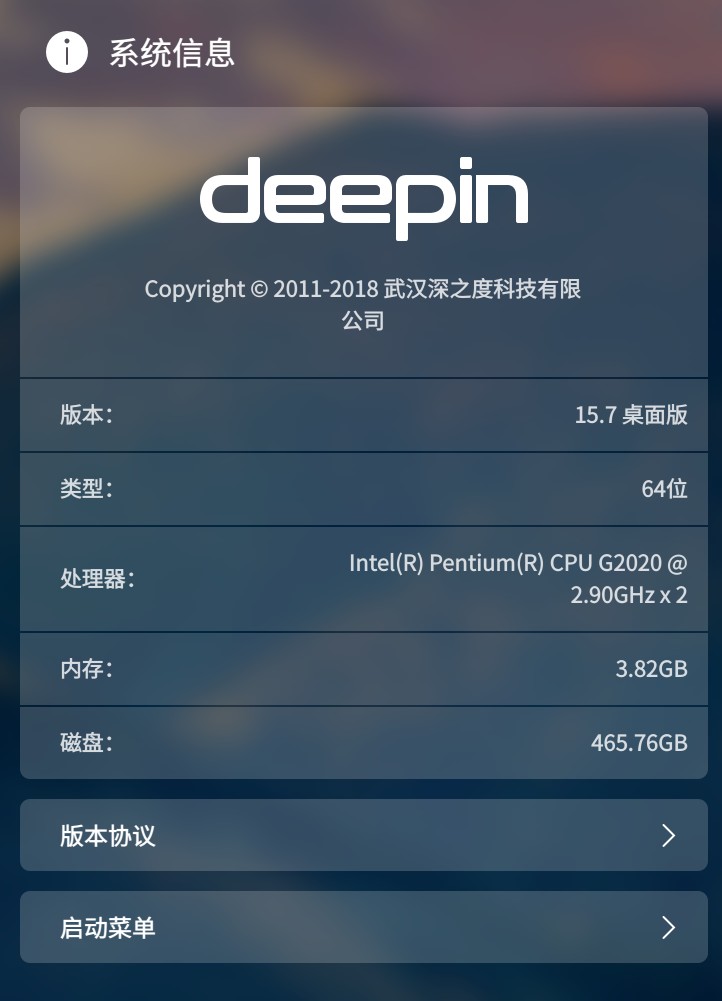 系统信息
deepin
Copyright © 2011-2018 武汉深之度科技有限
公司
版本： 15.7 桌面版
类型： 64位
处理器： Intel(R) Pentium(R) CPU G2020 @
2.90GHz x 2
内存： 3.82GB
磁盘： 465.76GB
版本协议
启动菜单